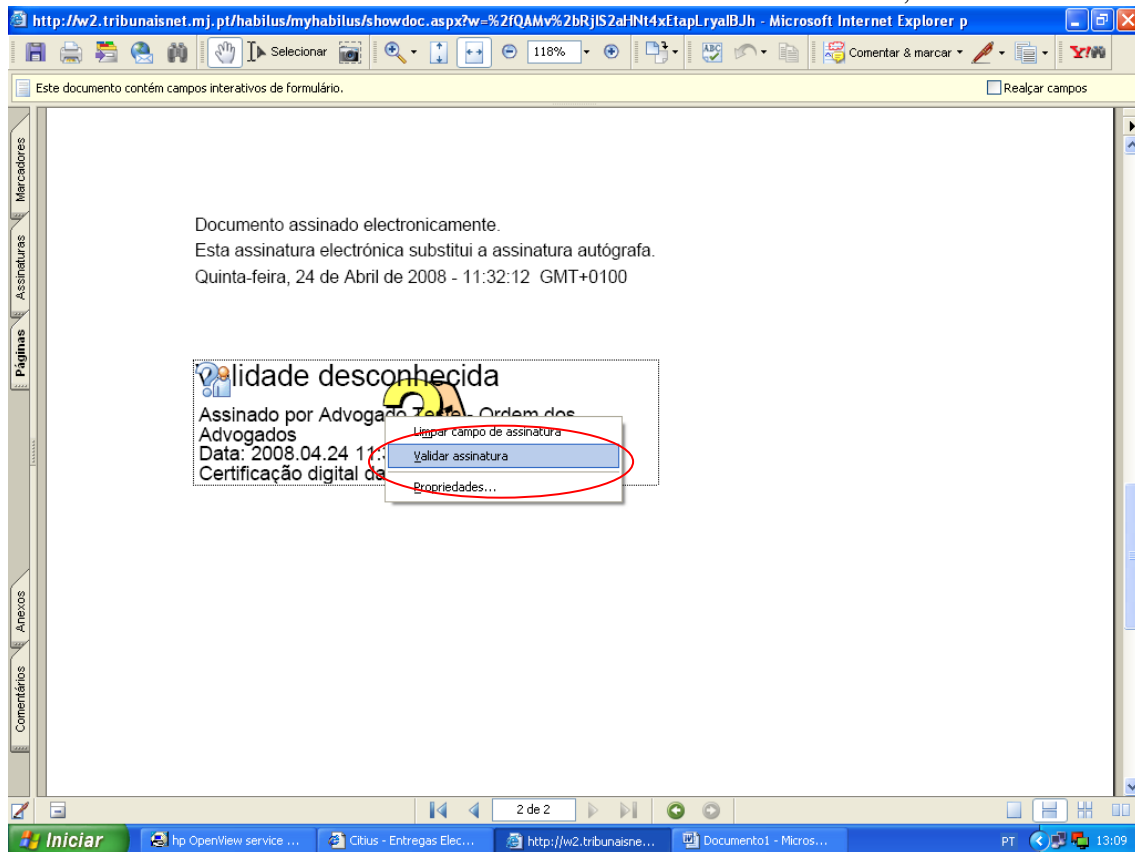 http://w2.tribunaisnet.mj.pt/habilus/myhabilus/showdoc.aspx?w=%2fQAMv%2bRjlS2aHNt4xEtapLryalBJh - Microsoft Internet Explorer p
Selecionar
118%
ABC
Comentar & marcar
Y!
Este documento contém campos interativos de formulário.
Realçar campos
Marcadores
Assinaturas
Páginas
Anexos
Comentários
Documento assinado electronicamente.
Esta assinatura electrónica substitui a assinatura autógrafa.
Quinta-feira, 24 de Abril de 2008 - 11:32:12 GMT+0100
lidade desconhecida
Assinado por Advogado Teste - Ordem dos
Advogados
Data: 2008.04.24 11:
Certificação digital da
Limpar campo de assinatura
Validar assinatura
Propriedades...
2 de 2
Iniciar
hp OpenView service ...
Citius - Entregas Elec...
http://w2.tribunaisne...
Documento1 - Micros...
PT
13:09